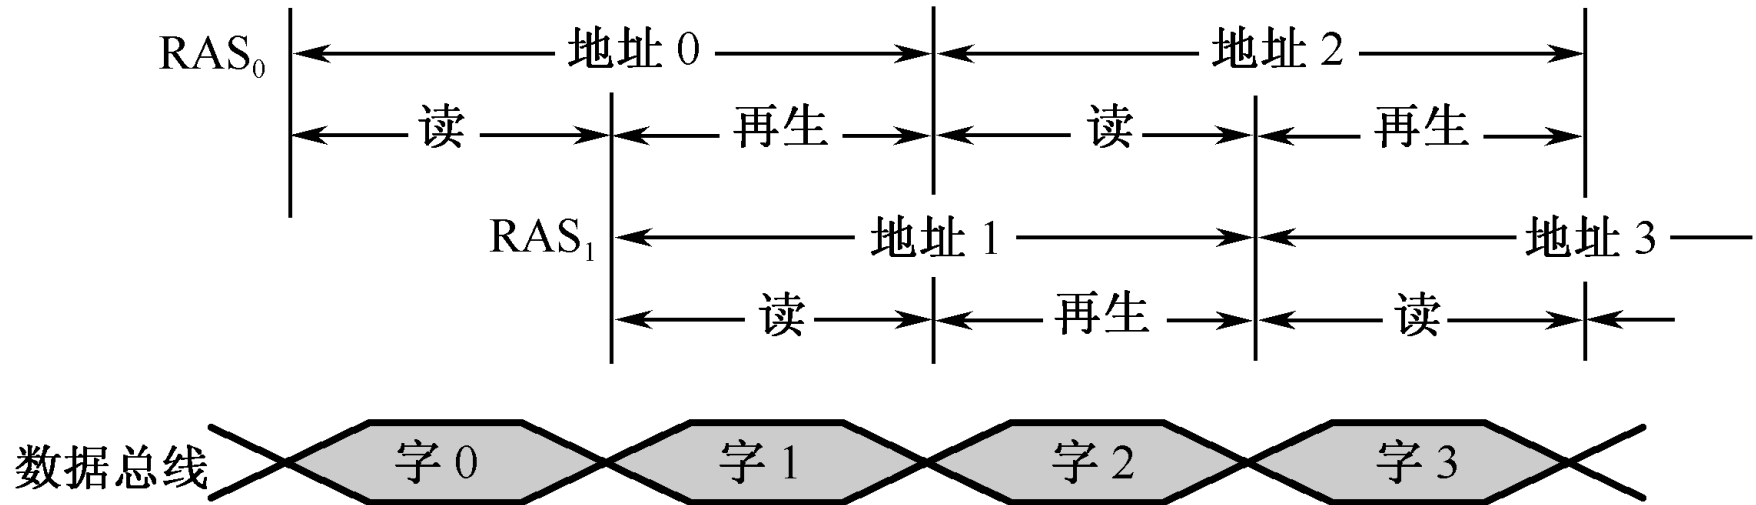 RAS₀ 地址 0 地址 2
读 再生 读 再生
RAS₁ 地址 1 地址 3
读 再生 读
数据总线 字 0 字 1 字 2 字 3